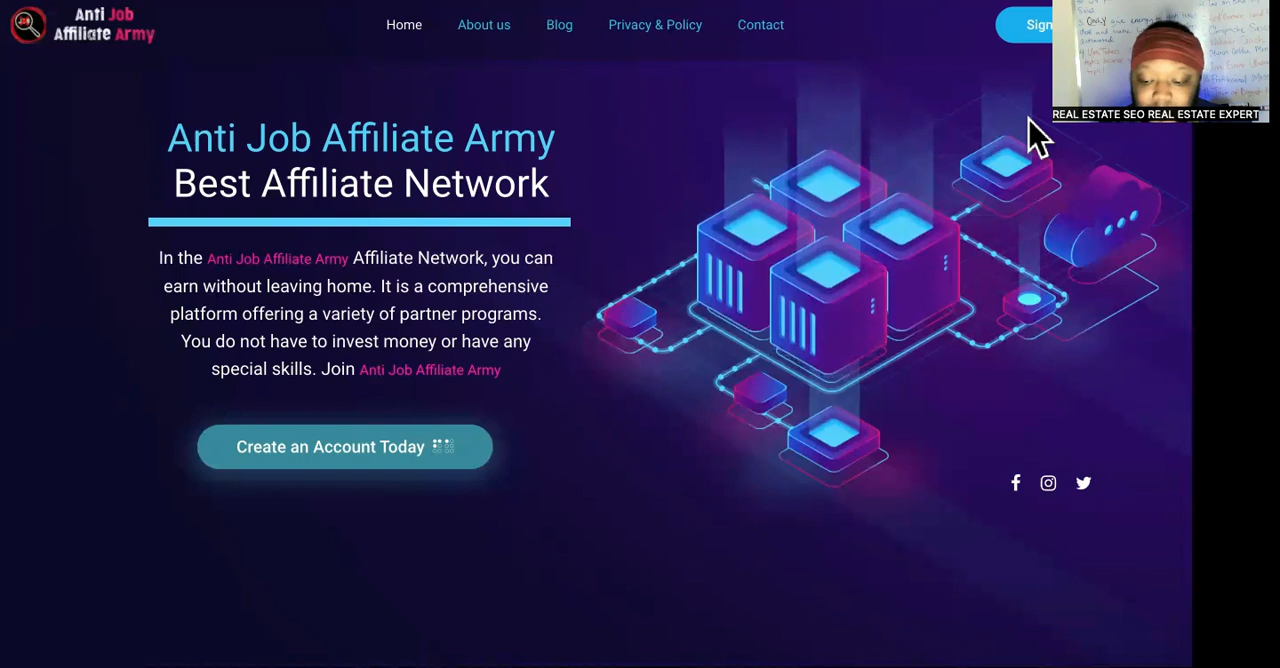 Anti Job
Affiliate Army
Home
About us
Blog
Privacy & Policy
Contact
Sign
REAL ESTATE SEO REAL ESTATE EXPERT
Anti Job Affiliate Army
Best Affiliate Network
In the Anti Job Affiliate Army Affiliate Network, you can
earn without leaving home. It is a comprehensive
platform offering a variety of partner programs.
You do not have to invest money or have any
special skills. Join Anti Job Affiliate Army
Create an Account Today